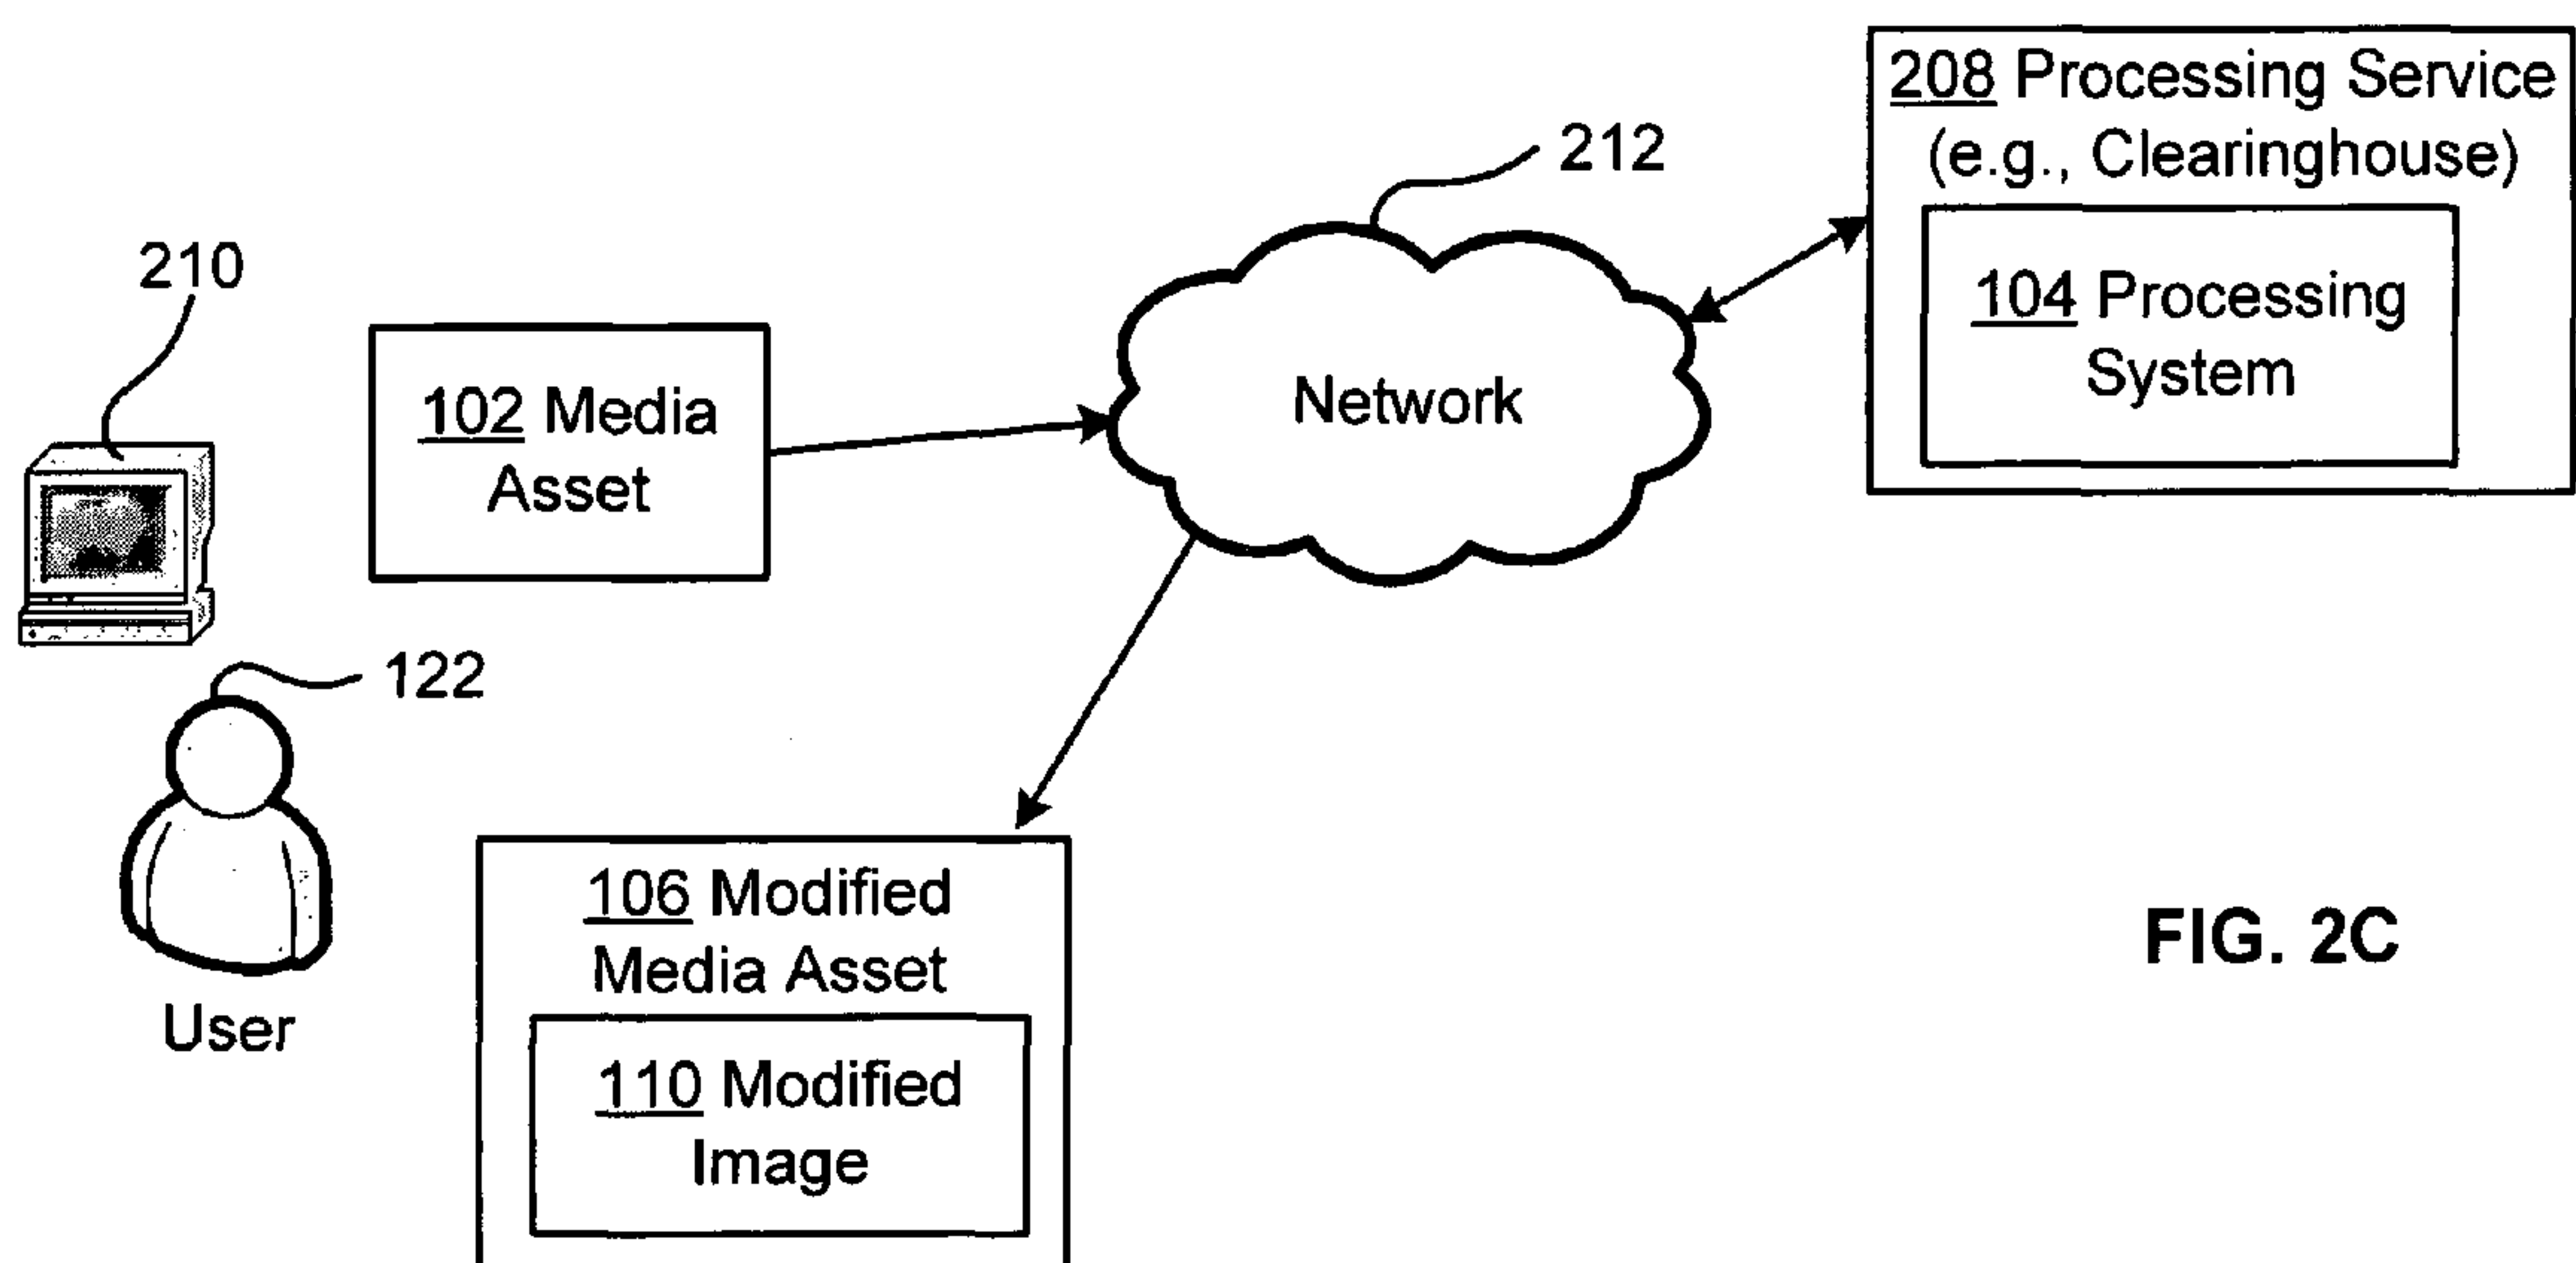 208 Processing Service
(e.g., Clearinghouse)
104 Processing
System
212
210
102 Media
Asset
Network
122
User
106 Modified
Media Asset
110 Modified
Image
FIG. 2C